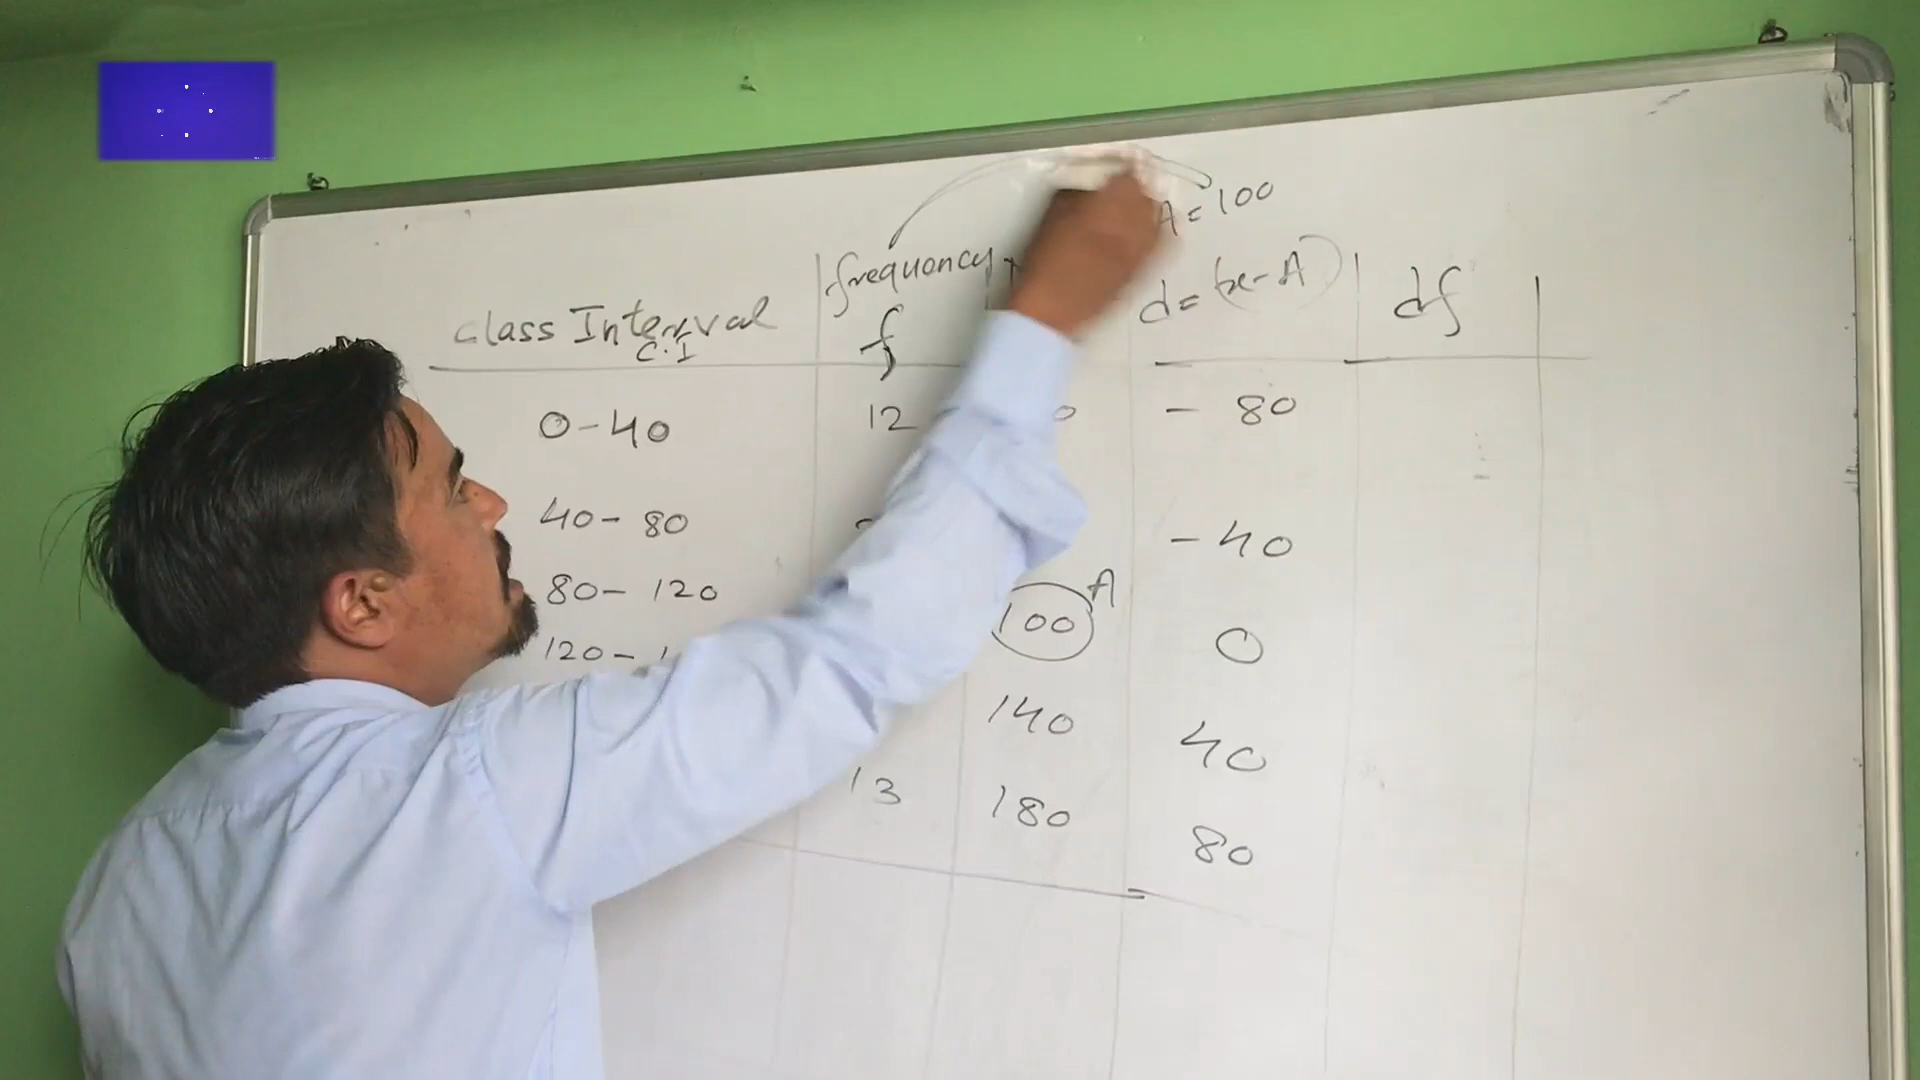 A = 100
Class Interval frequency d = (x - A) df
C.I f
0-40 12 - 80
40- 80 - 40
80- 120 100 A 0
120-
140 40
13 180 80